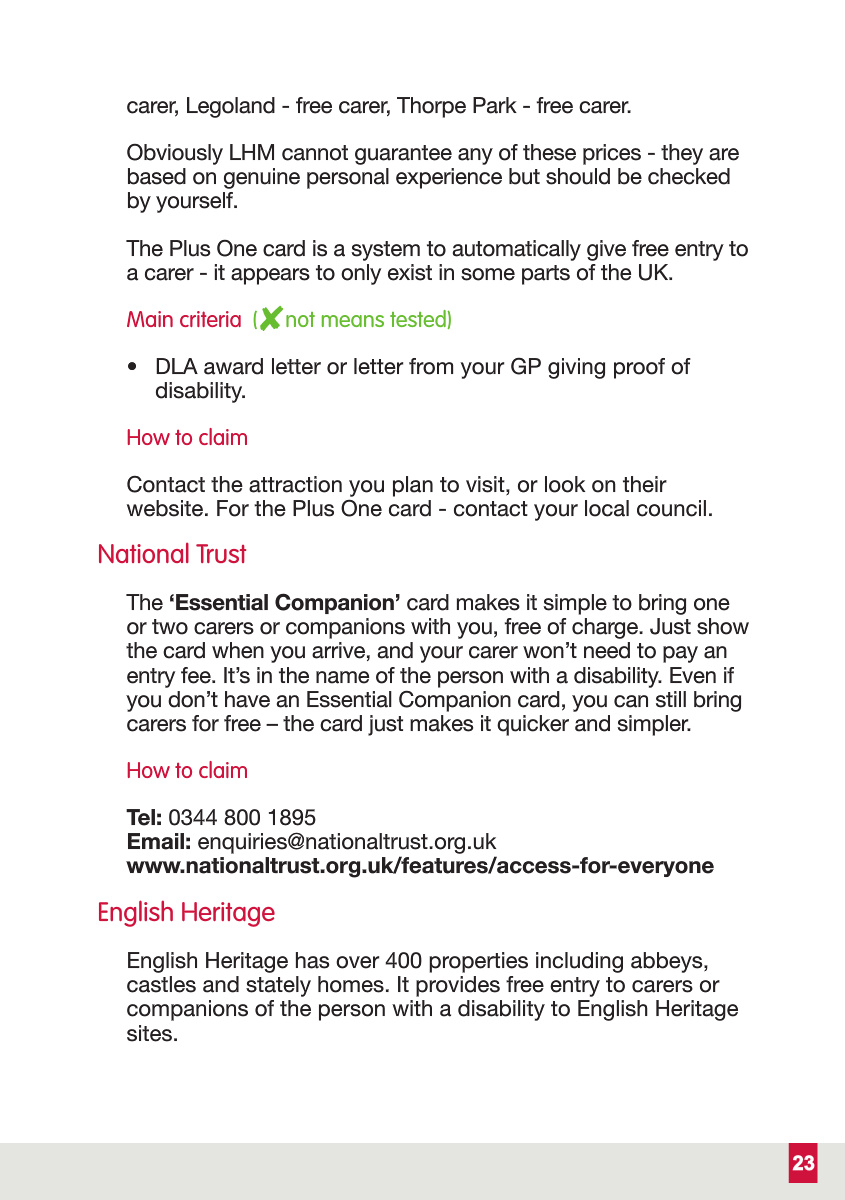 carer, Legoland - free carer, Thorpe Park - free carer.
Obviously LHM cannot guarantee any of these prices - they are
based on genuine personal experience but should be checked
by yourself.
The Plus One card is a system to automatically give free entry to
a carer - it appears to only exist in some parts of the UK.
Main criteria (✘not means tested)
• DLA award letter or letter from your GP giving proof of
disability.
How to claim
Contact the attraction you plan to visit, or look on their
website. For the Plus One card - contact your local council.
National Trust
The ‘Essential Companion’ card makes it simple to bring one
or two carers or companions with you, free of charge. Just show
the card when you arrive, and your carer won’t need to pay an
entry fee. It’s in the name of the person with a disability. Even if
you don’t have an Essential Companion card, you can still bring
carers for free – the card just makes it quicker and simpler.
How to claim
Tel: 0344 800 1895
Email: enquiries@nationaltrust.org.uk
www.nationaltrust.org.uk/features/access-for-everyone
English Heritage
English Heritage has over 400 properties including abbeys,
castles and stately homes. It provides free entry to carers or
companions of the person with a disability to English Heritage
sites.
23